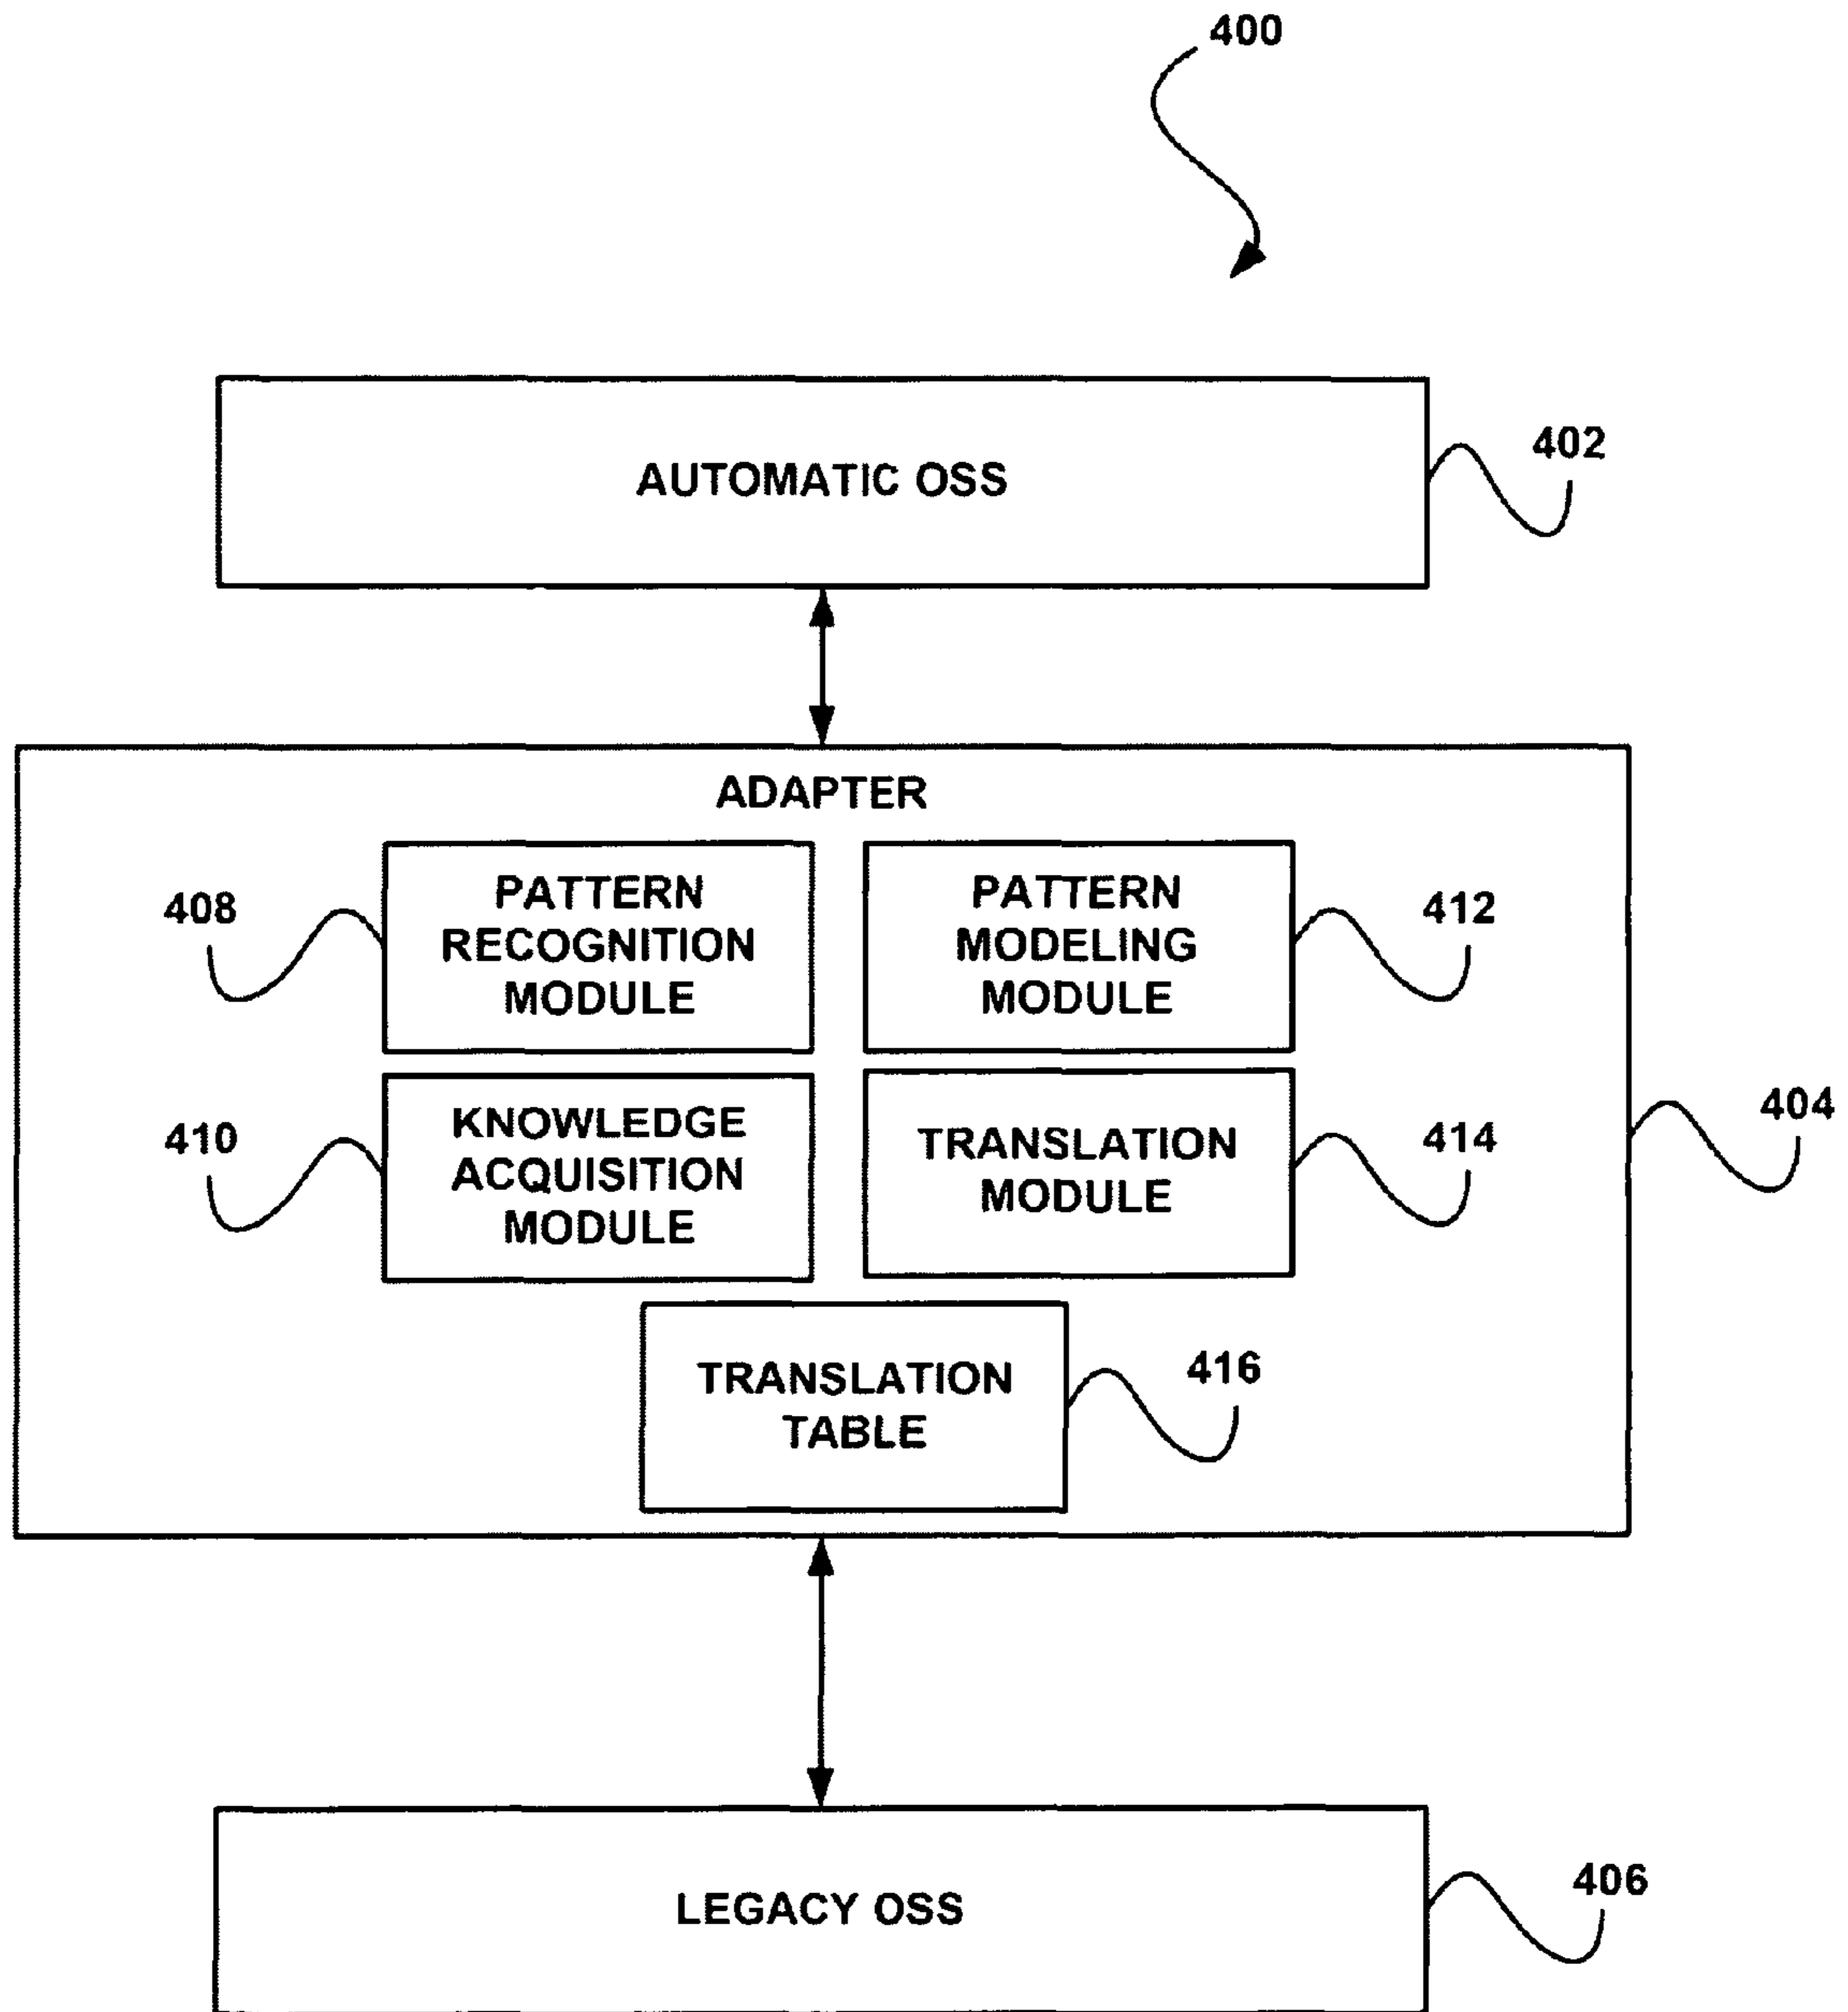 400
AUTOMATIC OSS
402
ADAPTER
408
PATTERN
RECOGNITION
MODULE
PATTERN
MODELING
MODULE
412
410
KNOWLEDGE
ACQUISITION
MODULE
TRANSLATION
MODULE
414
404
TRANSLATION
TABLE
416
LEGACY OSS
406